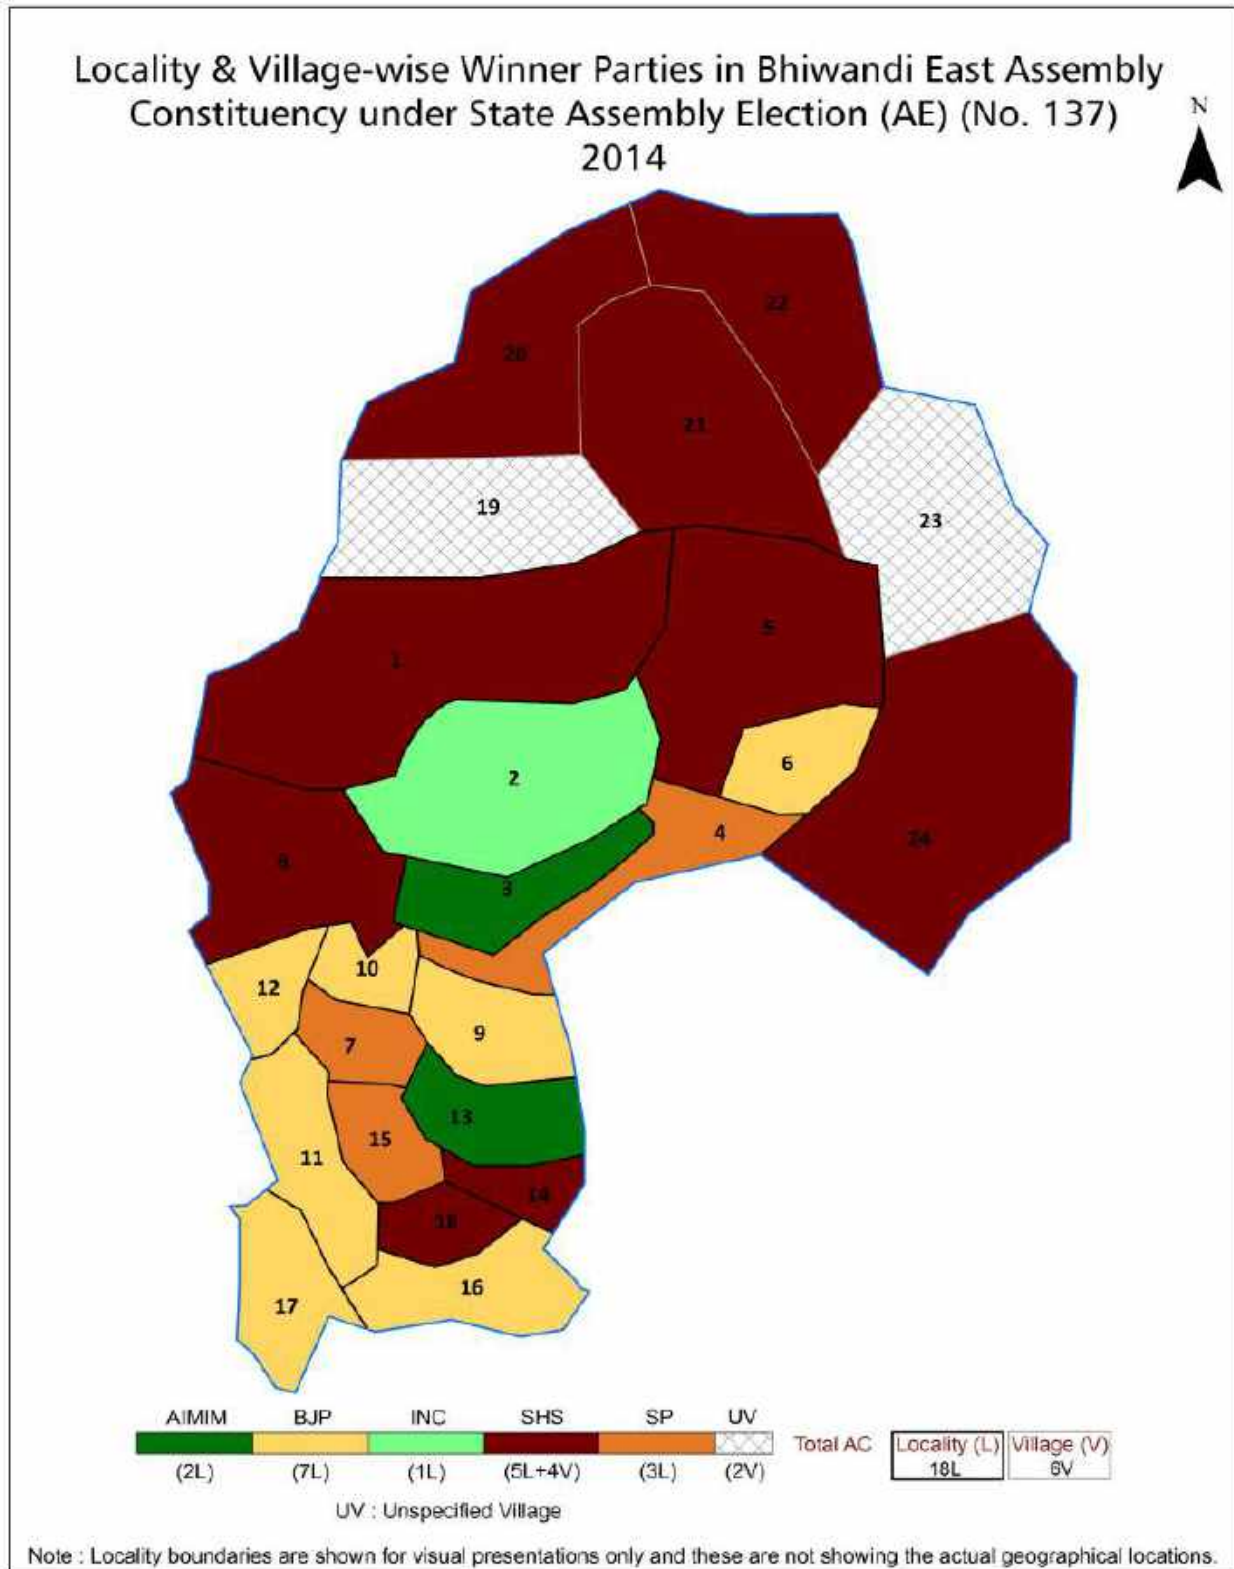 Locality & Village-wise Winner Parties in Bhiwandi East Assembly
Constituency under State Assembly Election (AE) (No. 137)
2014
N
22
20
21
19
23
5
1
6
2
4
24
8
3
10
12
9
7
13
15
11
14
18
16
17
AIMIM BJP INC SHS SP UV
Total AC Locality (L) Village (V)
18L 6V
(2L) (7L) (1L) (5L+4V) (3L) (2V)
UV : Unspecified Village
Note : Locality boundaries are shown for visual presentations only and these are not showing the actual geographical locations.